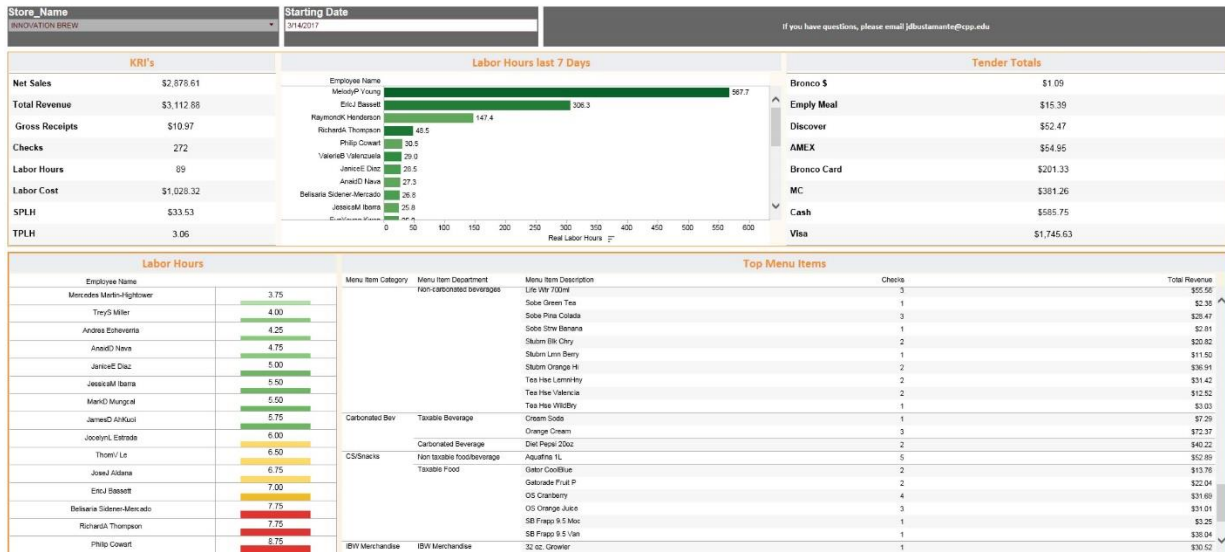 Store_Name
INNOVATION BREW
Starting Date
3/14/2017
If you have questions, please email jdbustamante@cpp.edu
KRI's
Net Sales $2,878.61
Total Revenue $3,112.88
Gross Receipts $10.97
Checks 272
Labor Hours 89
Labor Cost $1,028.32
SPLH $33.53
TPLH 3.06
Labor Hours last 7 Days
Employee Name
MelodyP Young 567.7
EricJ Bassett 306.3
RaymondK Henderson 147.4
RichardA Thompson 48.5
Philip Cowart 30.5
ValerieB Valenzuela 29.0
JaniceE Diaz 28.5
AnaidD Nava 27.3
Belisaria Sidener-Mercado 26.8
JessicaM Ibarra 25.8
0 50 100 150 200 250 300 350 400 450 500 550 600
Real Labor Hours
Tender Totals
Bronco $ $1.09
Emply Meal $15.39
Discover $52.47
AMEX $54.95
Bronco Card $201.33
MC $381.26
Cash $585.75
Visa $1,745.63
Labor Hours
Employee Name
Mercedes Martin-Hightower 3.75
TreyS Miller 4.00
Andres Echeverria 4.25
AnaidD Nava 4.75
JaniceE Diaz 5.00
JessicaM Ibarra 5.50
MarkD Mungcal 5.50
JamesD AhKuoi 5.75
JocelynL Estrada 6.00
ThomV Le 6.50
JoseJ Aldana 6.75
EricJ Bassett 7.00
Belisaria Sidener-Mercado 7.75
RichardA Thompson 7.75
Philip Cowart 8.75
Top Menu Items
Menu Item Category Menu Item Department Menu Item Description Checks Total Revenue
Non-carbonated beverages Life Wtr 700ml 3 $55.56
Sobe Green Tea 1 $2.38
Sobe Pina Colada 3 $28.47
Sobe Strw Banana 1 $2.81
Stubrn Blk Chry 2 $20.82
Stubrn Lmn Berry 1 $11.50
Stubrn Orange Hi 2 $36.91
Tea Hse LemnHny 2 $31.42
Tea Hse Valencia 2 $12.52
Tea Hse WildBry 1 $3.03
Carbonated Bev Taxable Beverage Cream Soda 1 $7.29
Orange Cream 3 $72.37
Carbonated Beverage Diet Pepsi 20oz 2 $40.22
CS/Snacks Non taxable food/beverage Aquafina 1L 5 $52.89
Taxable Food Gator CoolBlue 2 $13.76
Gatorade Fruit P 2 $22.04
OS Cranberry 4 $31.69
OS Orange Juice 3 $31.01
SB Frapp 9.5 Moc 1 $3.25
SB Frapp 9.5 Van 1 $38.04
IBW Merchandise IBW Merchandise 32 oz. Growler 1 $30.52